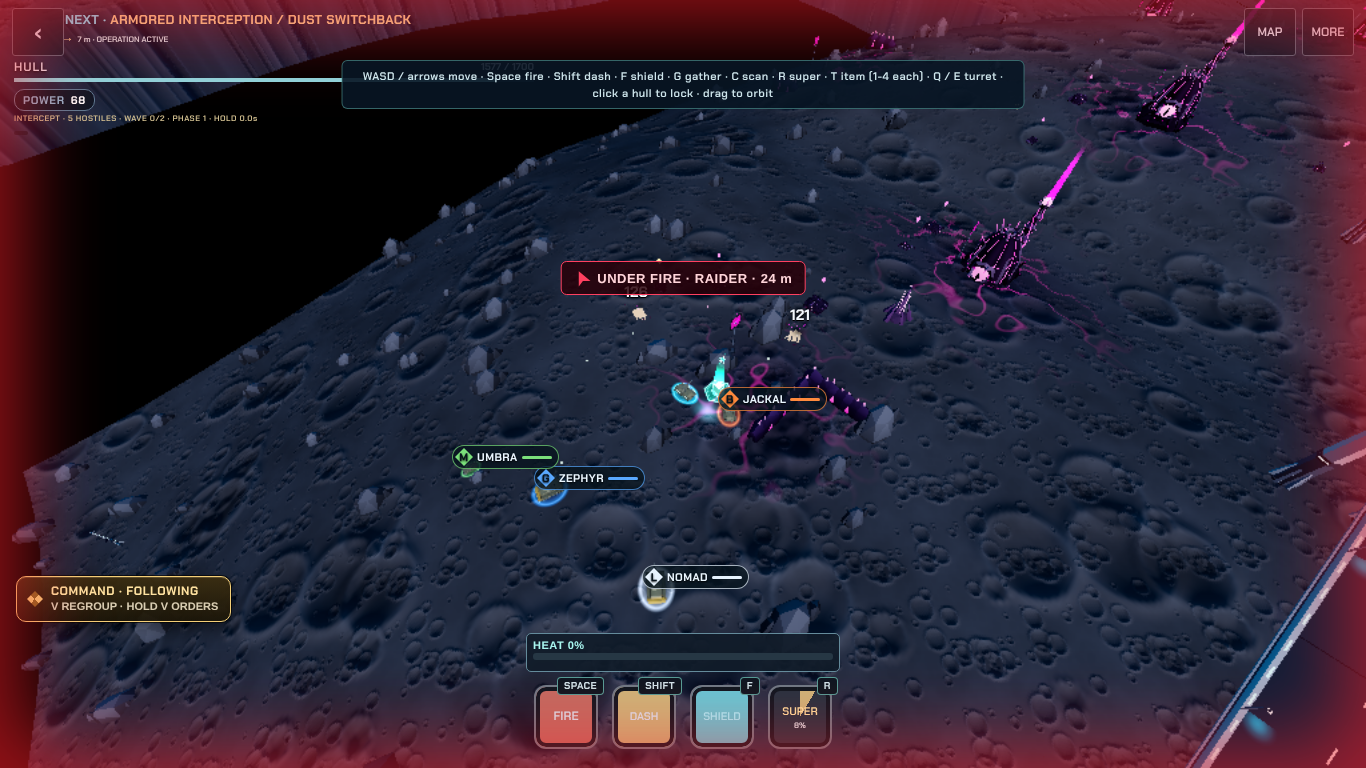 NEXT · ARMORED INTERCEPTION / DUST SWITCHBACK
→ 7 m · OPERATION ACTIVE
MAP
MORE
HULL
1577 / 1700
WASD / arrows move · Space fire · Shift dash · F shield · G gather · C scan · R super · T item (1-4 each) · Q / E turret ·
click a hull to lock · drag to orbit
POWER 68
INTERCEPT · 5 HOSTILES · WAVE 0/2 · PHASE 1 · HOLD 0.0s
UNDER FIRE · RAIDER · 24 m
126
121
B JACKAL
M UMBRA
G ZEPHYR
L NOMAD
COMMAND · FOLLOWING
V REGROUP · HOLD V ORDERS
HEAT 0%
SPACE
SHIFT
F
R
FIRE
DASH
SHIELD
SUPER
8%